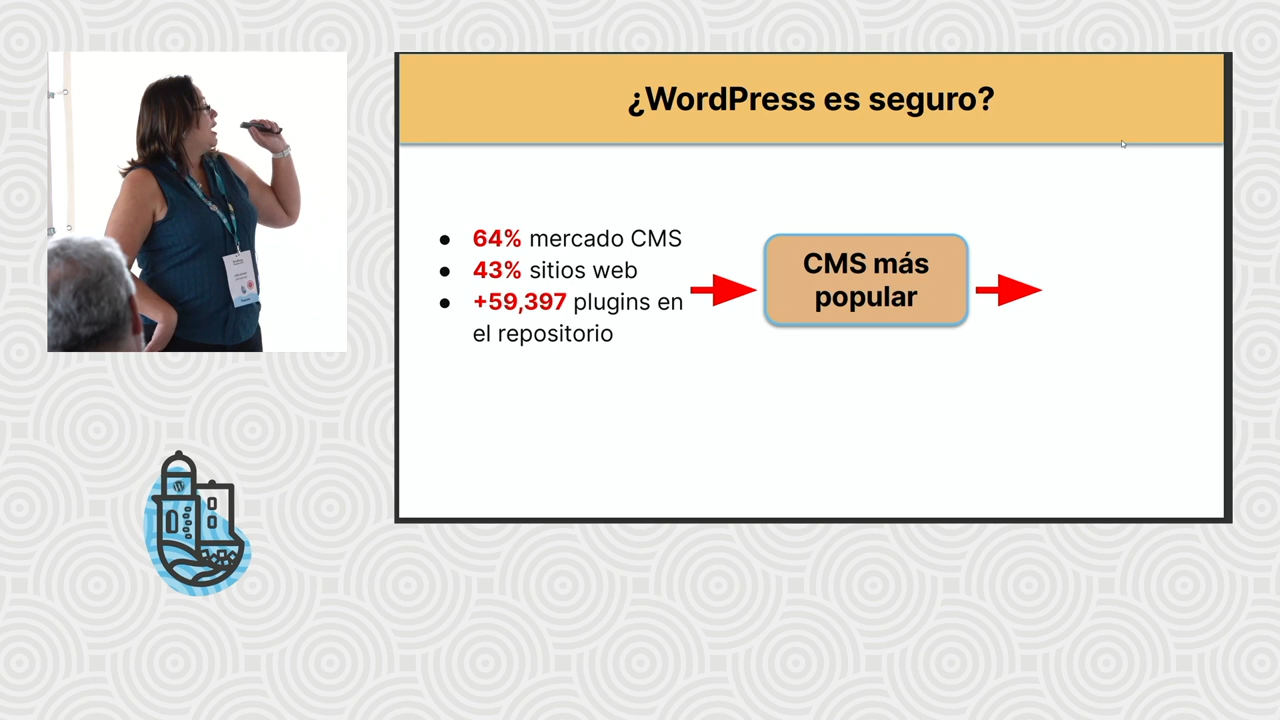 ¿WordPress es seguro?
64% mercado CMS
43% sitios web
+59,397 plugins en
el repositorio
CMS más
popular